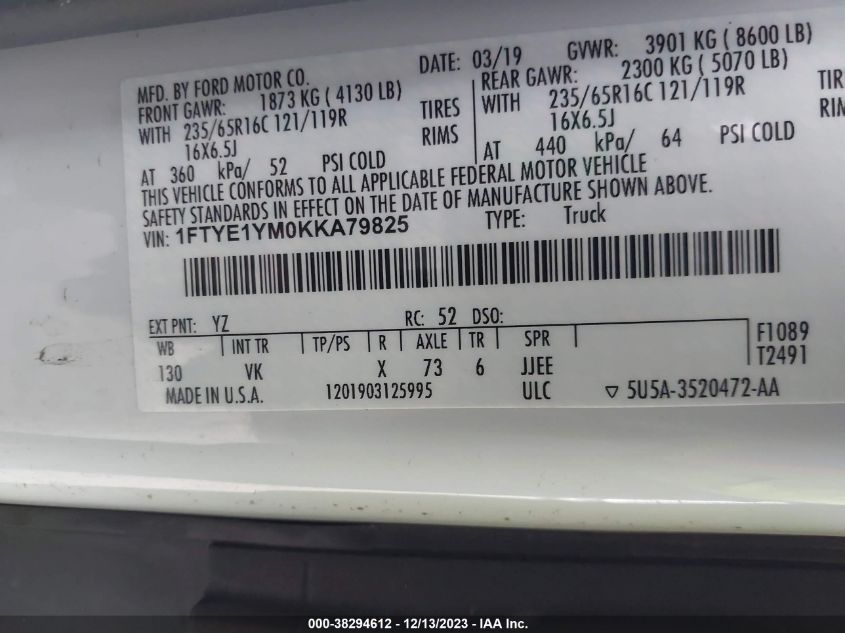 MFD. BY FORD MOTOR CO. DATE: 03/19 GVWR: 3901 KG ( 8600 LB)
FRONT GAWR: 1873 KG ( 4130 LB) REAR GAWR: 2300 KG ( 5070 LB)
WITH 235/65R16C 121/119R TIRES WITH 235/65R16C 121/119R
16X6.5J RIMS 16X6.5J
AT 360 kPa/ 52 PSI COLD AT 440 kPa/ 64 PSI COLD
THIS VEHICLE CONFORMS TO ALL APPLICABLE FEDERAL MOTOR VEHICLE
SAFETY STANDARDS IN EFFECT ON THE DATE OF MANUFACTURE SHOWN ABOVE.
VIN: 1FTYE1YM0KKA79825 TYPE: Truck
EXT PNT: YZ RC: 52 DSO:
WB INT TR TP/PS R AXLE TR SPR F1089
130 VK X 73 6 JJEE T2491
MADE IN U.S.A. 1201903125995 ULC 5U5A-3520472-AA
000-38294612 - 12/13/2023 - IAA Inc.